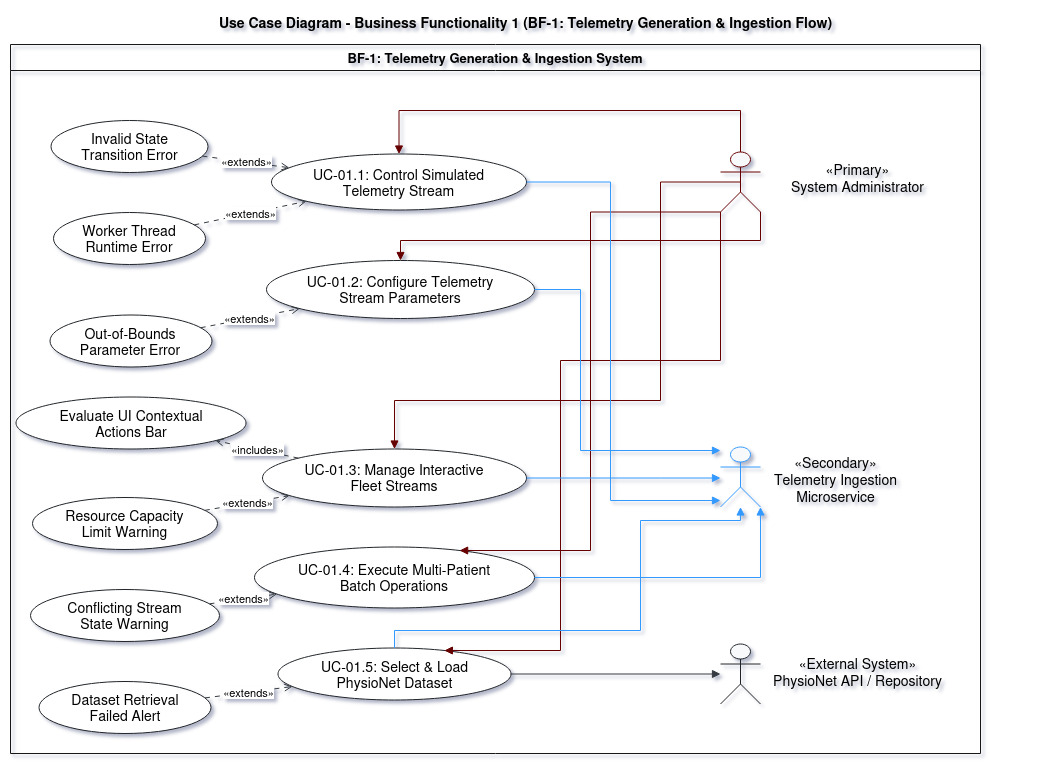 Use Case Diagram - Business Functionality 1 (BF-1: Telemetry Generation & Ingestion Flow)
BF-1: Telemetry Generation & Ingestion System
Invalid State
Transition Error
«extends»
UC-01.1: Control Simulated
Telemetry Stream
«Primary»
System Administrator
Worker Thread
Runtime Error
«extends»
UC-01.2: Configure Telemetry
Stream Parameters
Out-of-Bounds
Parameter Error
«extends»
Evaluate UI Contextual
Actions Bar
«includes»
UC-01.3: Manage Interactive
Fleet Streams
«Secondary»
Telemetry Ingestion
Microservice
Resource Capacity
Limit Warning
«extends»
UC-01.4: Execute Multi-Patient
Batch Operations
Conflicting Stream
State Warning
«extends»
UC-01.5: Select & Load
PhysioNet Dataset
«External System»
PhysioNet API / Repository
Dataset Retrieval
Failed Alert
«extends»